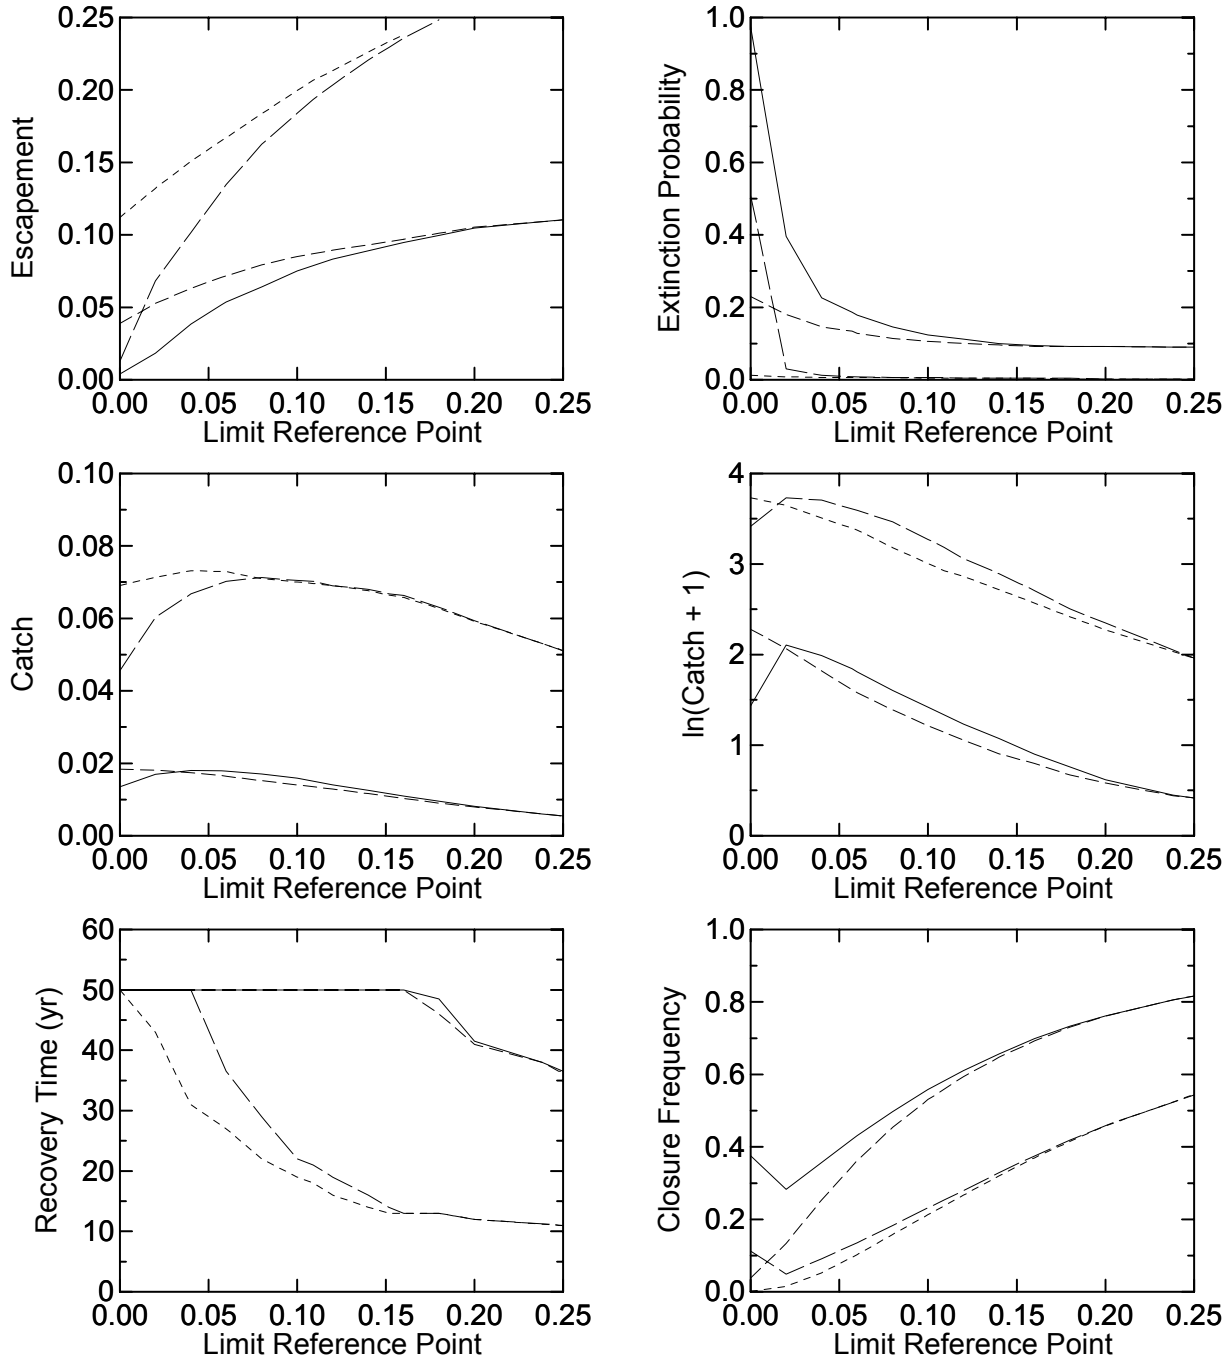 0.25
0.20
0.15
0.10
0.05
0.00
Escapement
0.00 0.05 0.10 0.15 0.20 0.25
Limit Reference Point
1.0
0.8
0.6
0.4
0.2
0.0
Extinction Probability
0.00 0.05 0.10 0.15 0.20 0.25
Limit Reference Point
0.10
0.08
0.06
0.04
0.02
0.00
Catch
0.00 0.05 0.10 0.15 0.20 0.25
Limit Reference Point
4
3
2
1
0
ln(Catch + 1)
0.00 0.05 0.10 0.15 0.20 0.25
Limit Reference Point
60
50
40
30
20
10
0
Recovery Time (yr)
0.00 0.05 0.10 0.15 0.20 0.25
Limit Reference Point
1.0
0.8
0.6
0.4
0.2
0.0
Closure Frequency
0.00 0.05 0.10 0.15 0.20 0.25
Limit Reference Point